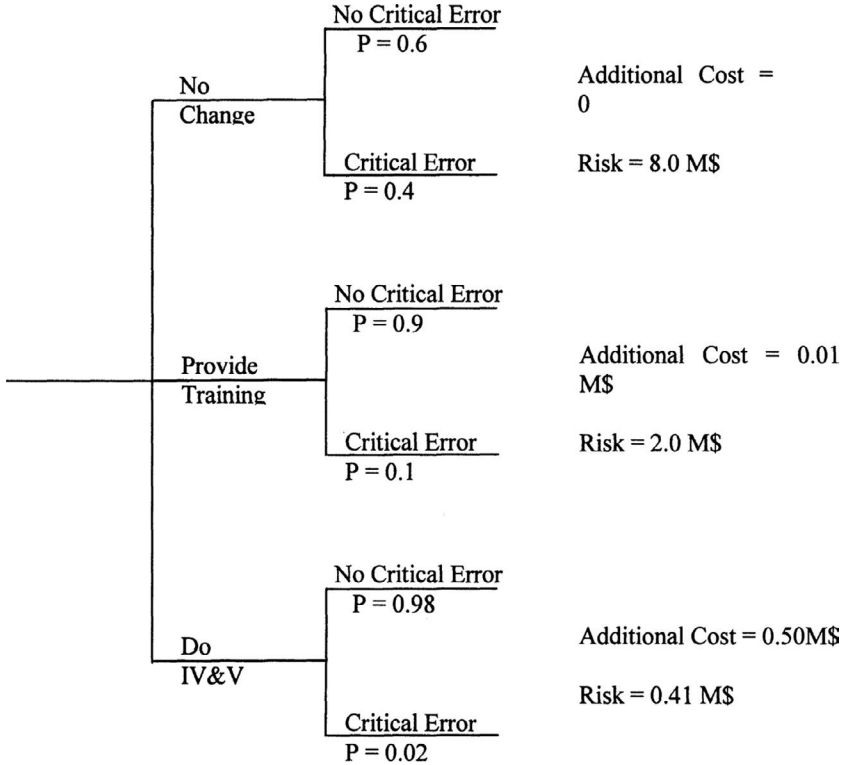 No Critical Error
P = 0.6
No
Change
Additional Cost =
0
Critical Error
P = 0.4
Risk = 8.0 M$
No Critical Error
P = 0.9
Provide
Training
Additional Cost = 0.01
M$
Critical Error
P = 0.1
Risk = 2.0 M$
No Critical Error
P = 0.98
Do
IV&V
Additional Cost = 0.50M$
Risk = 0.41 M$
Critical Error
P = 0.02